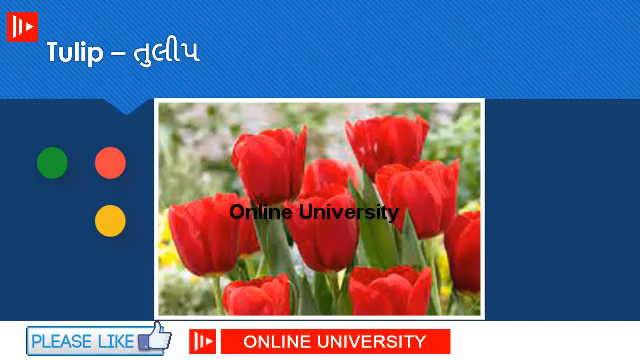 Tulip – તુલીપ
Online University
PLEASE LIKE
ONLINE UNIVERSITY